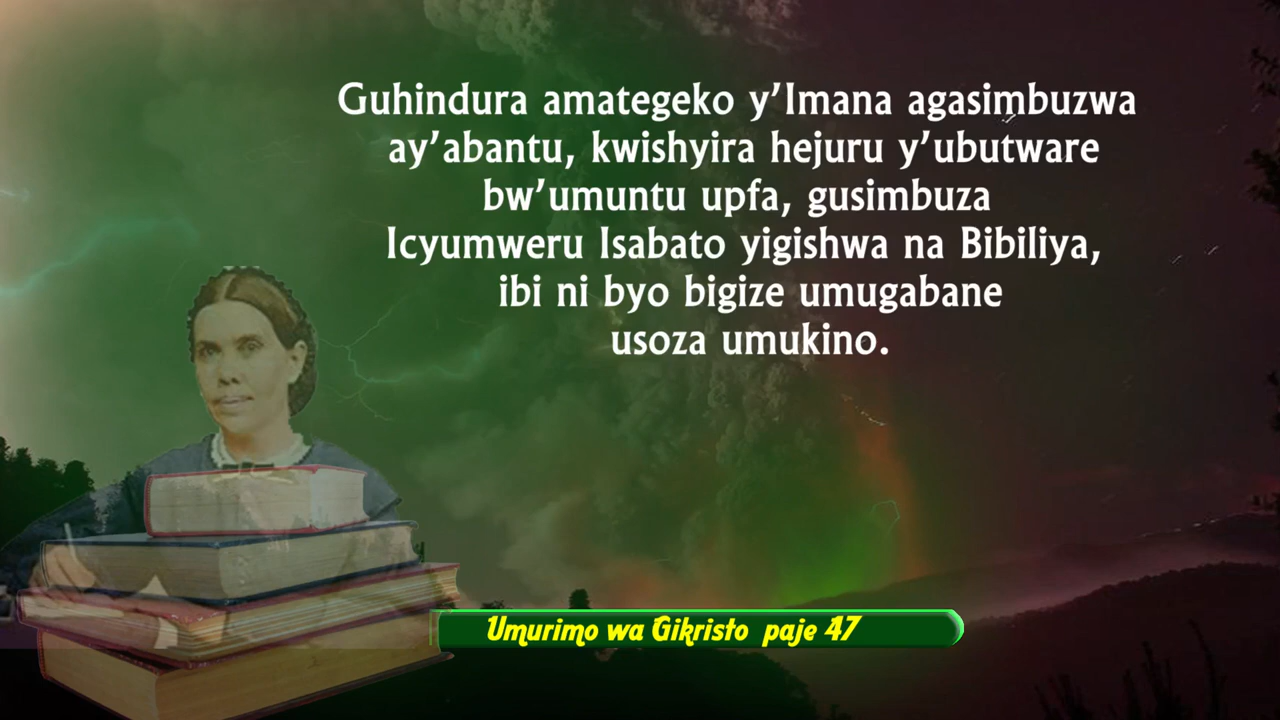 Guhindura amategeko y’Imana agasimbuzwa
ay’abantu, kwishyira hejuru y’ubutware
bw’umuntu upfa, gusimbuza
Icyumweru Isabato yigishwa na Bibiliya,
ibi ni byo bigize umugabane
usoza umukino.
Umurimo wa Gikristo paje 47